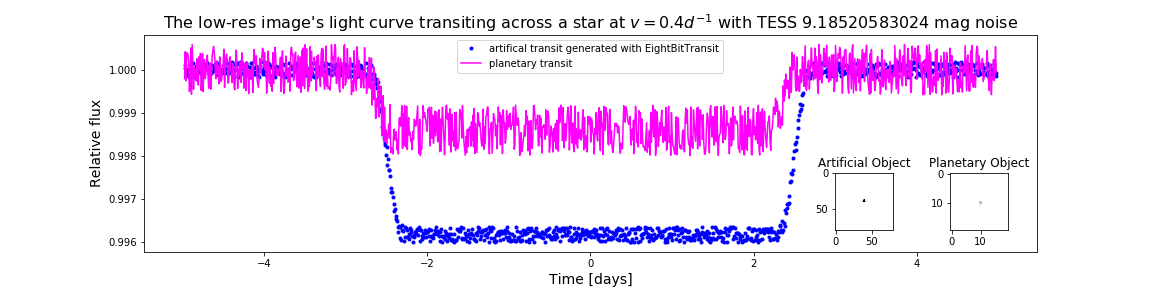 The low-res image's light curve transiting across a star at v = 0.4d⁻¹ with TESS 9.18520583024 mag noise
artifical transit generated with EightBitTransit
planetary transit
Relative flux
1.000
0.999
0.998
0.997
0.996
Artificial Object
0
50
0
50
Planetary Object
0
10
0
10
−4
−2
0
2
4
Time [days]